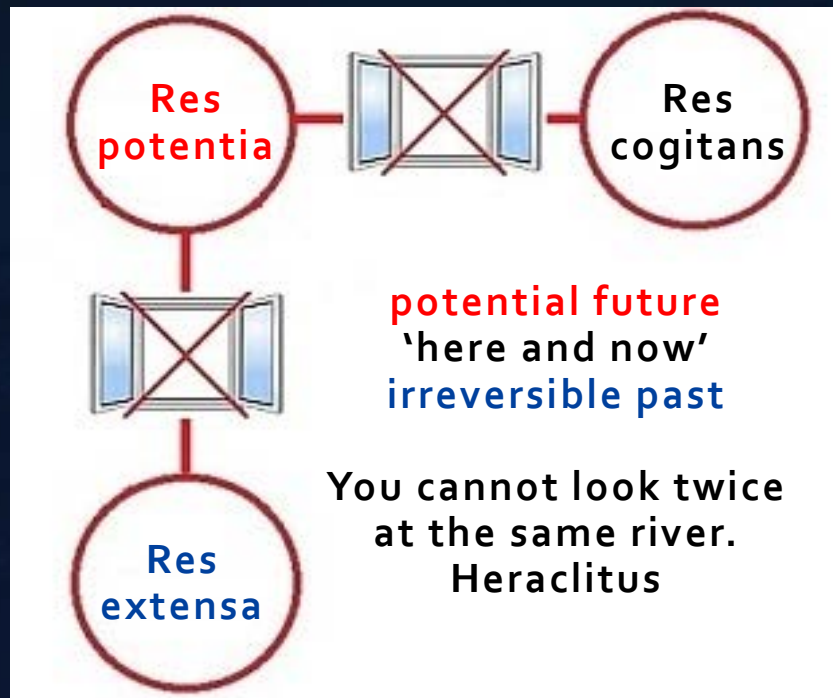 Res
potentia
Res
cogitans
potential future
‘here and now’
irreversible past
You cannot look twice
at the same river.
Heraclitus
Res
extensa